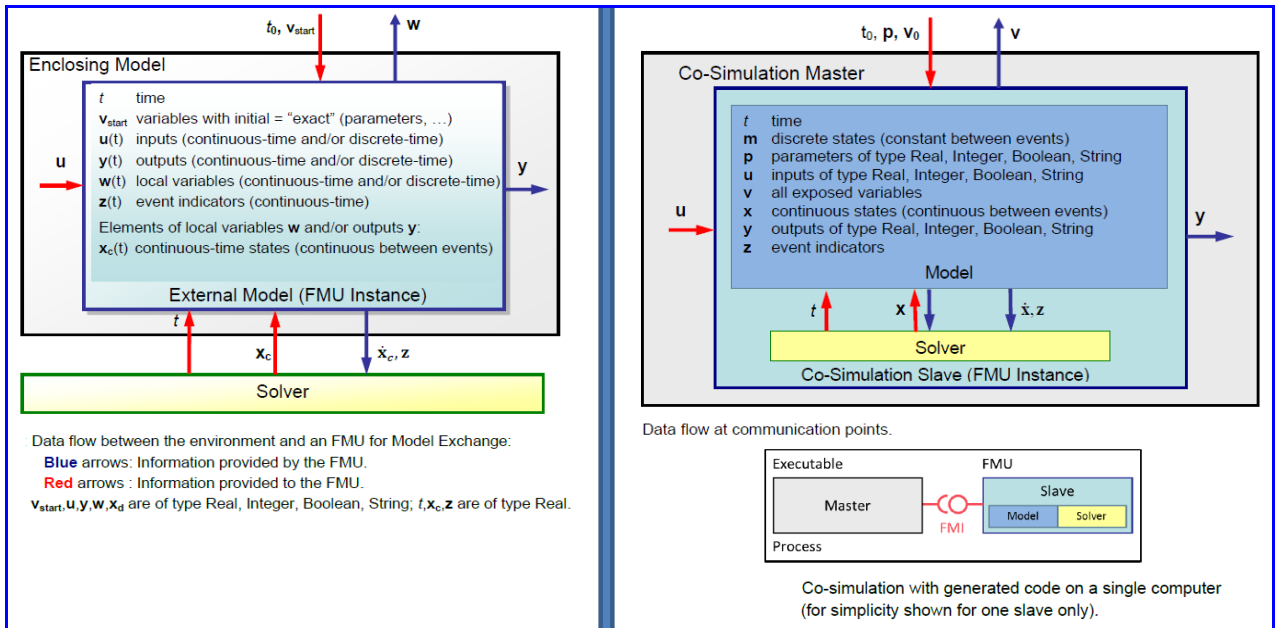 t₀, v_start
w
Enclosing Model
t time
v_start variables with initial = “exact” (parameters, …)
u(t) inputs (continuous-time and/or discrete-time)
y(t) outputs (continuous-time and/or discrete-time)
w(t) local variables (continuous-time and/or discrete-time)
z(t) event indicators (continuous-time)
Elements of local variables w and/or outputs y:
x_c(t) continuous-time states (continuous between events)
u
y
External Model (FMU Instance)
t
x_c
ẋ_c, z
Solver
Data flow between the environment and an FMU for Model Exchange:
Blue arrows: Information provided by the FMU.
Red arrows : Information provided to the FMU.
v_start,u,y,w,x_d are of type Real, Integer, Boolean, String; t,x_c,z are of type Real.
t₀, p, v₀
v
Co-Simulation Master
t time
m discrete states (constant between events)
p parameters of type Real, Integer, Boolean, String
u inputs of type Real, Integer, Boolean, String
v all exposed variables
x continuous states (continuous between events)
y outputs of type Real, Integer, Boolean, String
z event indicators
Model
u
y
t
x
ẋ, z
Solver
Co-Simulation Slave (FMU Instance)
Data flow at communication points.
Executable
FMU
Master
Slave
Model
Solver
FMI
Process
Co-simulation with generated code on a single computer
(for simplicity shown for one slave only).